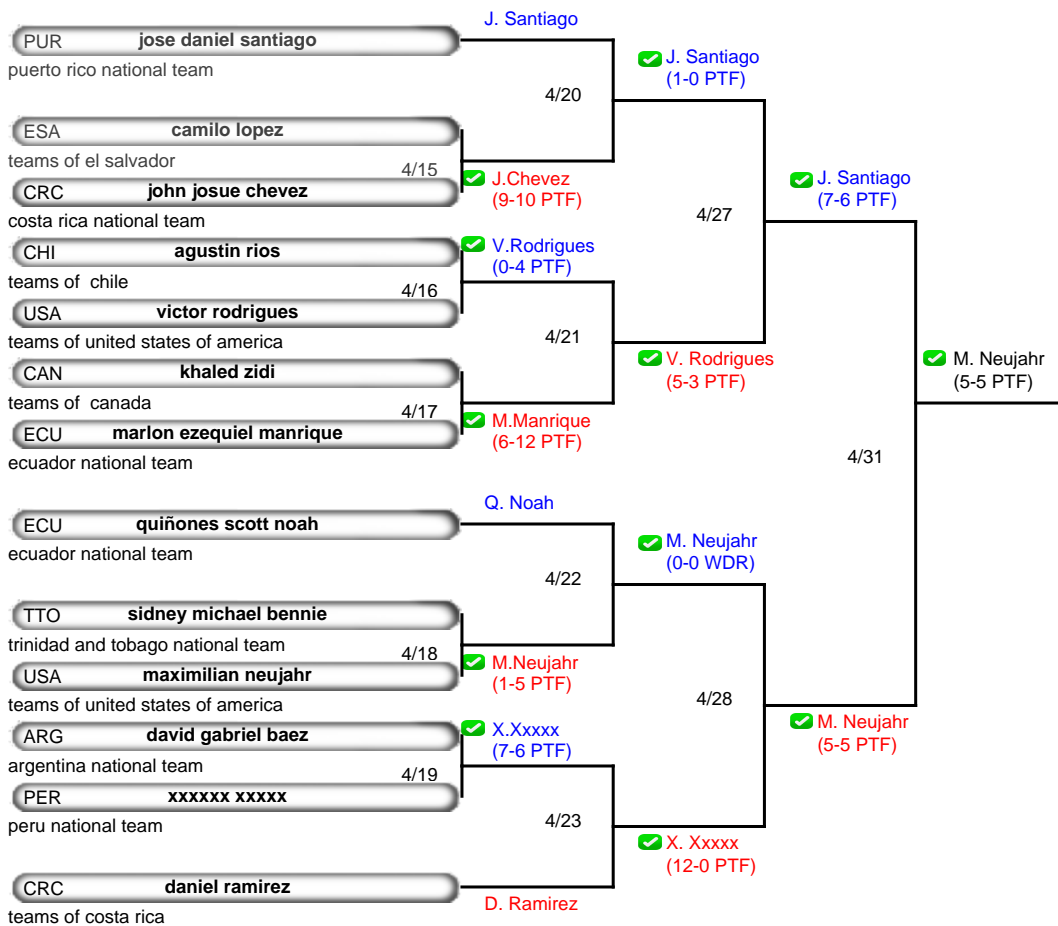 J. Santiago
PUR jose daniel santiago
puerto rico national team
J. Santiago
(1-0 PTF)
4/20
ESA camilo lopez
teams of el salvador
4/15
CRC john josue chevez
costa rica national team
J.Chevez
(9-10 PTF)
J. Santiago
(7-6 PTF)
4/27
CHI agustin rios
teams of  chile
V.Rodrigues
(0-4 PTF)
4/16
USA victor rodrigues
teams of united states of america
4/21
V. Rodrigues
(5-3 PTF)
M. Neujahr
(5-5 PTF)
CAN khaled zidi
teams of  canada
4/17
ECU marlon ezequiel manrique
ecuador national team
M.Manrique
(6-12 PTF)
4/31
Q. Noah
ECU quiñones scott noah
ecuador national team
M. Neujahr
(0-0 WDR)
4/22
TTO sidney michael bennie
trinidad and tobago national team
4/18
USA maximilian neujahr
teams of united states of america
M.Neujahr
(1-5 PTF)
4/28
M. Neujahr
(5-5 PTF)
ARG david gabriel baez
argentina national team
X.Xxxxx
(7-6 PTF)
4/19
PER xxxxxx xxxxx
peru national team
4/23
X. Xxxxx
(12-0 PTF)
CRC daniel ramirez
teams of costa rica
D. Ramirez